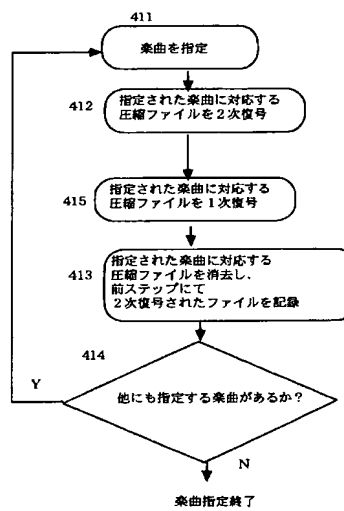 411
楽曲を指定
412
指定された楽曲に対応する
圧縮ファイルを2次復号
415
指定された楽曲に対応する
圧縮ファイルを1次復号
413
指定された楽曲に対応する
圧縮ファイルを消去し、
前ステップにて
2次復号されたファイルを記録
414
他にも指定する楽曲があるか?
Y
N
楽曲指定終了